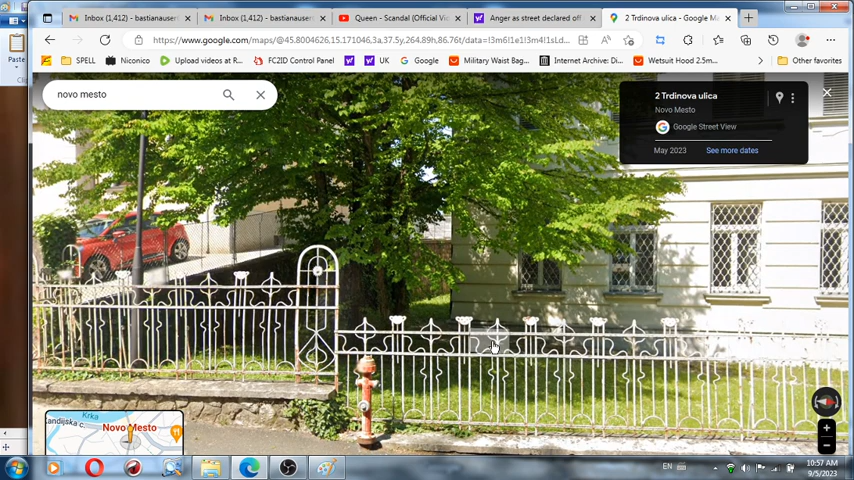 Inbox (1,412) - bastianauser
Inbox (1,412) - bastianauser
Queen - Scandal (Official Vi
Anger as street declared off
2 Trdinova ulica - Google M
https://www.google.com/maps/@45.8004626,15.171046,3a,37.5y,264.89h,86.76t/data=!3m6!1e1!3m4!1sLd...
SPELL
Niconico
Upload videos at R...
FC2ID Control Panel
UK
Google
Military Waist Bag...
Internet Archive: Di...
Wetsuit Hood 2.5m...
Other favorites
Paste
novo mesto
2 Trdinova ulica
Novo Mesto
Google Street View
May 2023
See more dates
Krka
Kandijska c.
Novo Mesto
EN
10:57 AM
9/5/2023